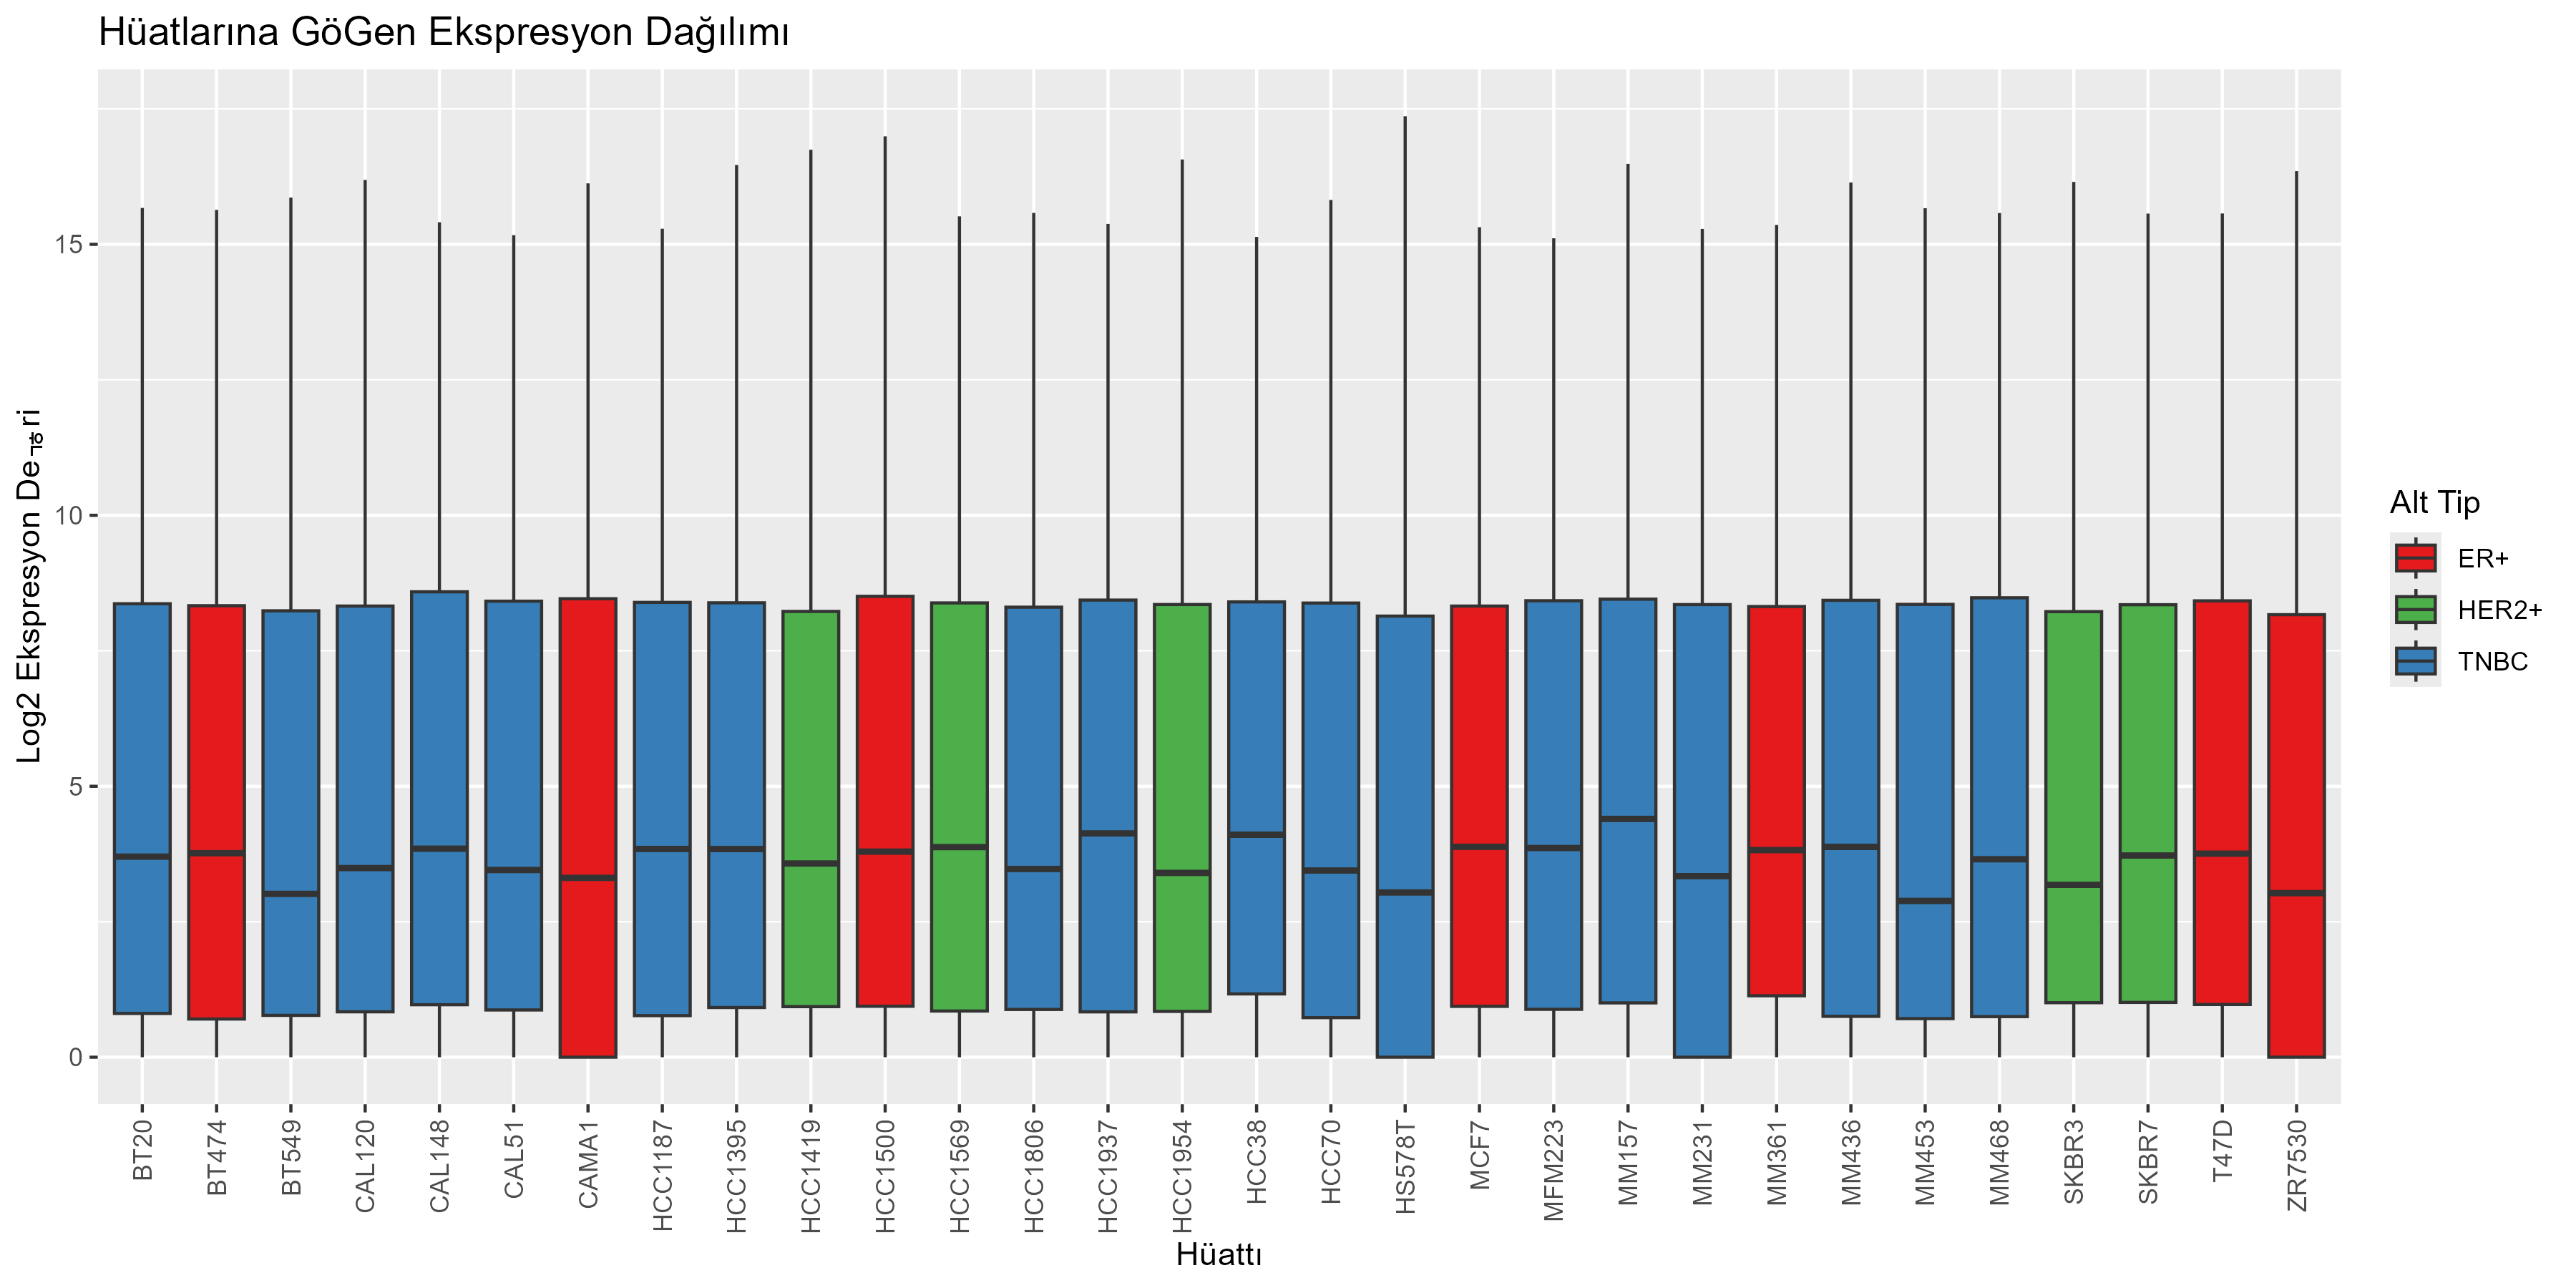 Hüatlarına GöGen Ekspresyon Dağılımı
Log2 Ekspresyon De ri
15
10
5
0
BT20
BT474
BT549
CAL120
CAL148
CAL51
CAMA1
HCC1187
HCC1395
HCC1419
HCC1500
HCC1569
HCC1806
HCC1937
HCC1954
HCC38
HCC70
HS578T
MCF7
MFM223
MM157
MM231
MM361
MM436
MM453
MM468
SKBR3
SKBR7
T47D
ZR7530
Hüattı
Alt Tip
ER+
HER2+
TNBC